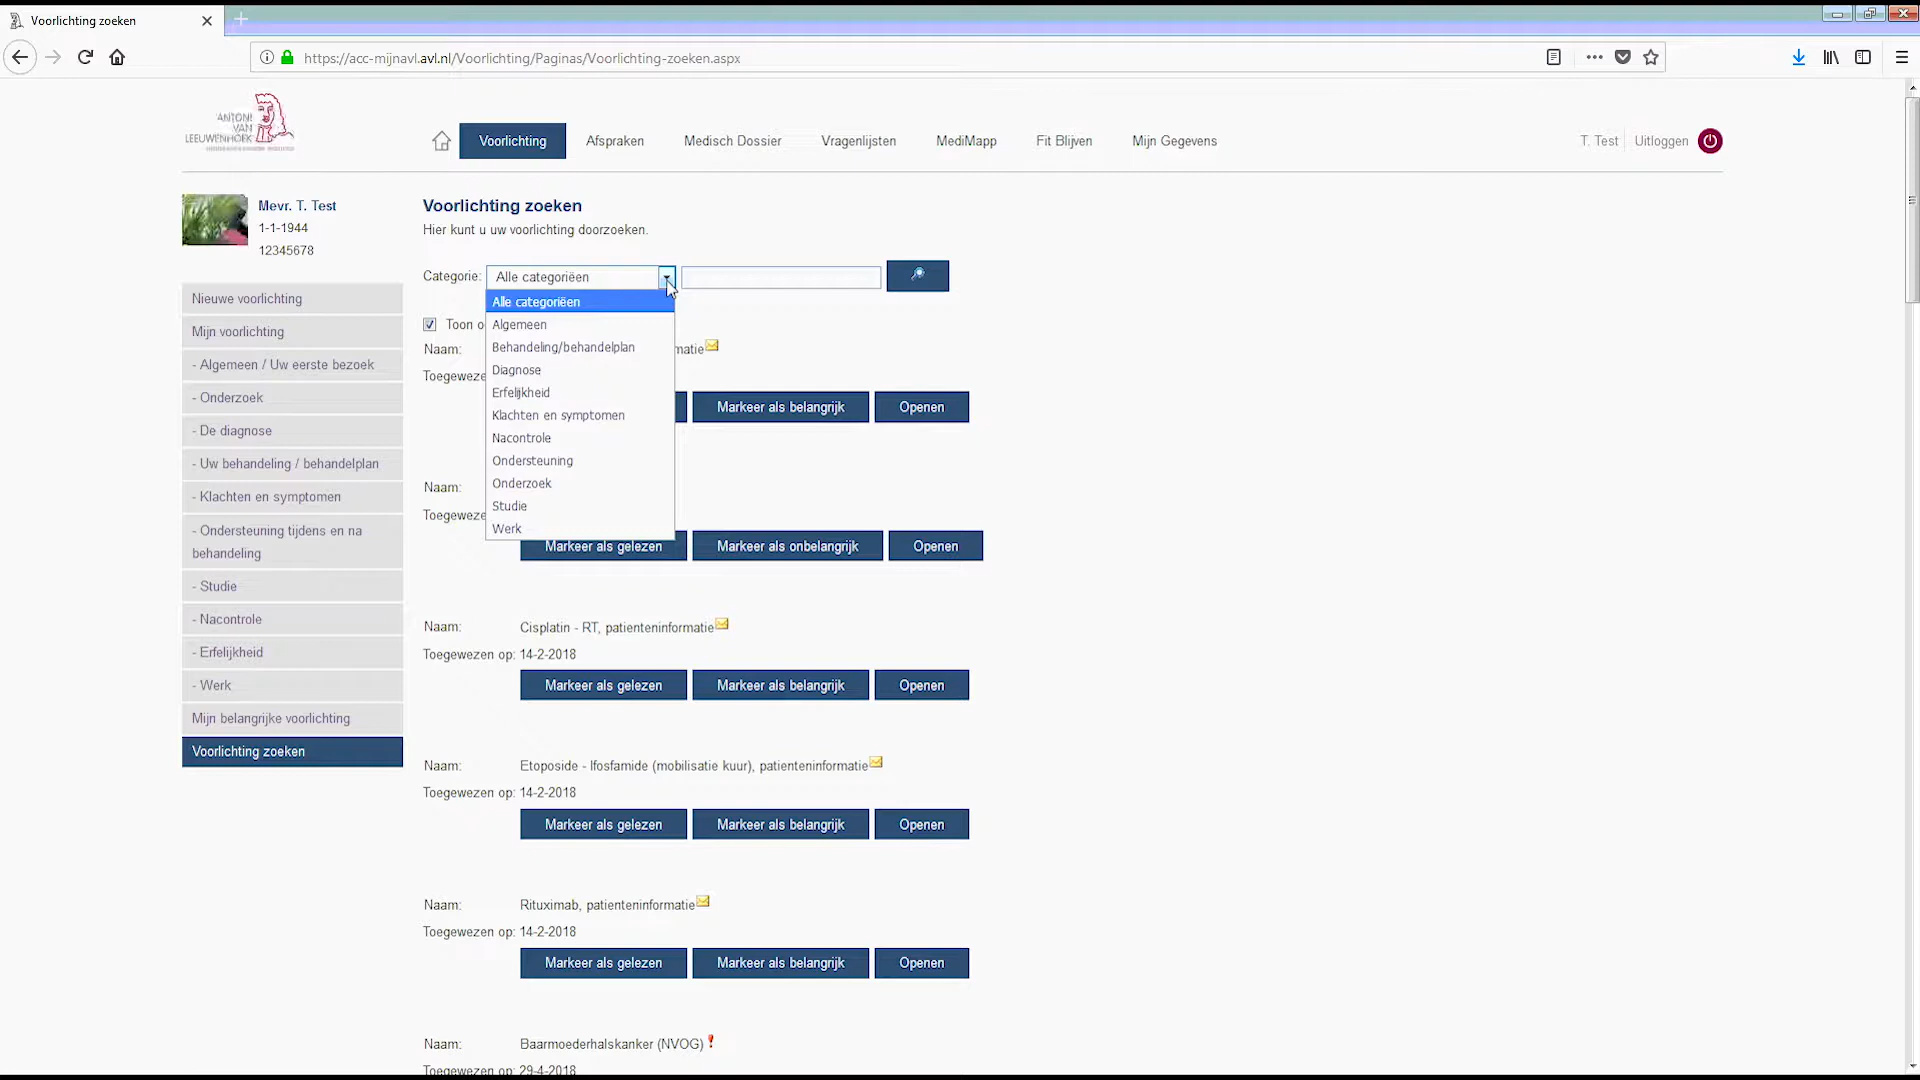 Voorlichting zoeken
https://acc-mijnavl.avl.nl/Voorlichting/Paginas/Voorlichting-zoeken.aspx
ANTONI
VAN
LEEUWENHOEK
Voorlichting
Afspraken
Medisch Dossier
Vragenlijsten
MediMapp
Fit Blijven
Mijn Gegevens
T. Test
Uitloggen
Mevr. T. Test
1-1-1944
12345678
Nieuwe voorlichting
Mijn voorlichting
- Algemeen / Uw eerste bezoek
- Onderzoek
- De diagnose
- Uw behandeling / behandelplan
- Klachten en symptomen
- Ondersteuning tijdens en na
behandeling
- Studie
- Nacontrole
- Erfelijkheid
- Werk
Mijn belangrijke voorlichting
Voorlichting zoeken
Voorlichting zoeken
Hier kunt u uw voorlichting doorzoeken.
Categorie: Alle categorieën
Alle categorieën
Algemeen
Behandeling/behandelplan
Diagnose
Erfelijkheid
Klachten en symptomen
Nacontrole
Ondersteuning
Onderzoek
Studie
Werk
Toon o
Naam: matie
Toegeweze
Markeer als belangrijk Openen
Naam:
Toegeweze
Markeer als gelezen Markeer als onbelangrijk Openen
Naam: Cisplatin - RT, patienteninformatie
Toegewezen op: 14-2-2018
Markeer als gelezen Markeer als belangrijk Openen
Naam: Etoposide - Ifosfamide (mobilisatie kuur), patienteninformatie
Toegewezen op: 14-2-2018
Markeer als gelezen Markeer als belangrijk Openen
Naam: Rituximab, patienteninformatie
Toegewezen op: 14-2-2018
Markeer als gelezen Markeer als belangrijk Openen
Naam: Baarmoederhalskanker (NVOG)
Toegewezen op: 29-4-2018